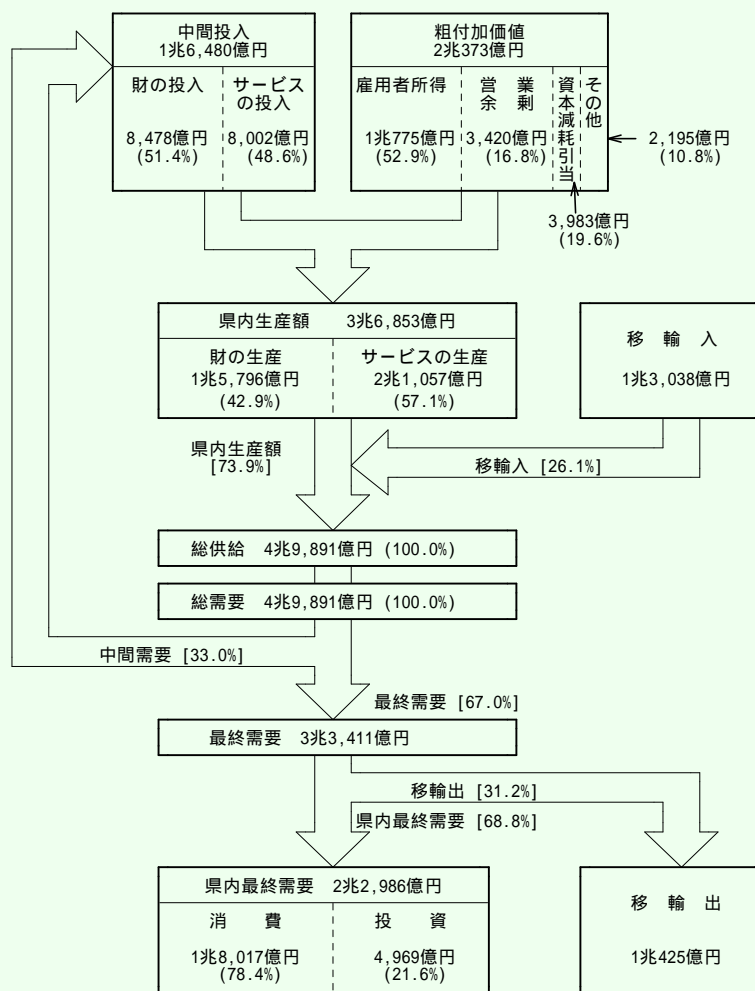 中間投入
1兆6,480億円
財の投入
8,478億円
(51.4%)
サービス
の投入
8,002億円
(48.6%)
粗付加価値
2兆373億円
雇用者所得
1兆775億円
(52.9%)
営業
余剰
3,420億円
(16.8%)
資本減耗引当
その他
2,195億円
(10.8%)
3,983億円
(19.6%)
県内生産額 3兆6,853億円
財の生産
1兆5,796億円
(42.9%)
サービスの生産
2兆1,057億円
(57.1%)
移輸入
1兆3,038億円
県内生産額
[73.9%]
移輸入 [26.1%]
総供給 4兆9,891億円 (100.0%)
総需要 4兆9,891億円 (100.0%)
中間需要 [33.0%]
最終需要 [67.0%]
最終需要 3兆3,411億円
移輸出 [31.2%]
県内最終需要 [68.8%]
県内最終需要 2兆2,986億円
消費
1兆8,017億円
(78.4%)
投資
4,969億円
(21.6%)
移輸出
1兆425億円